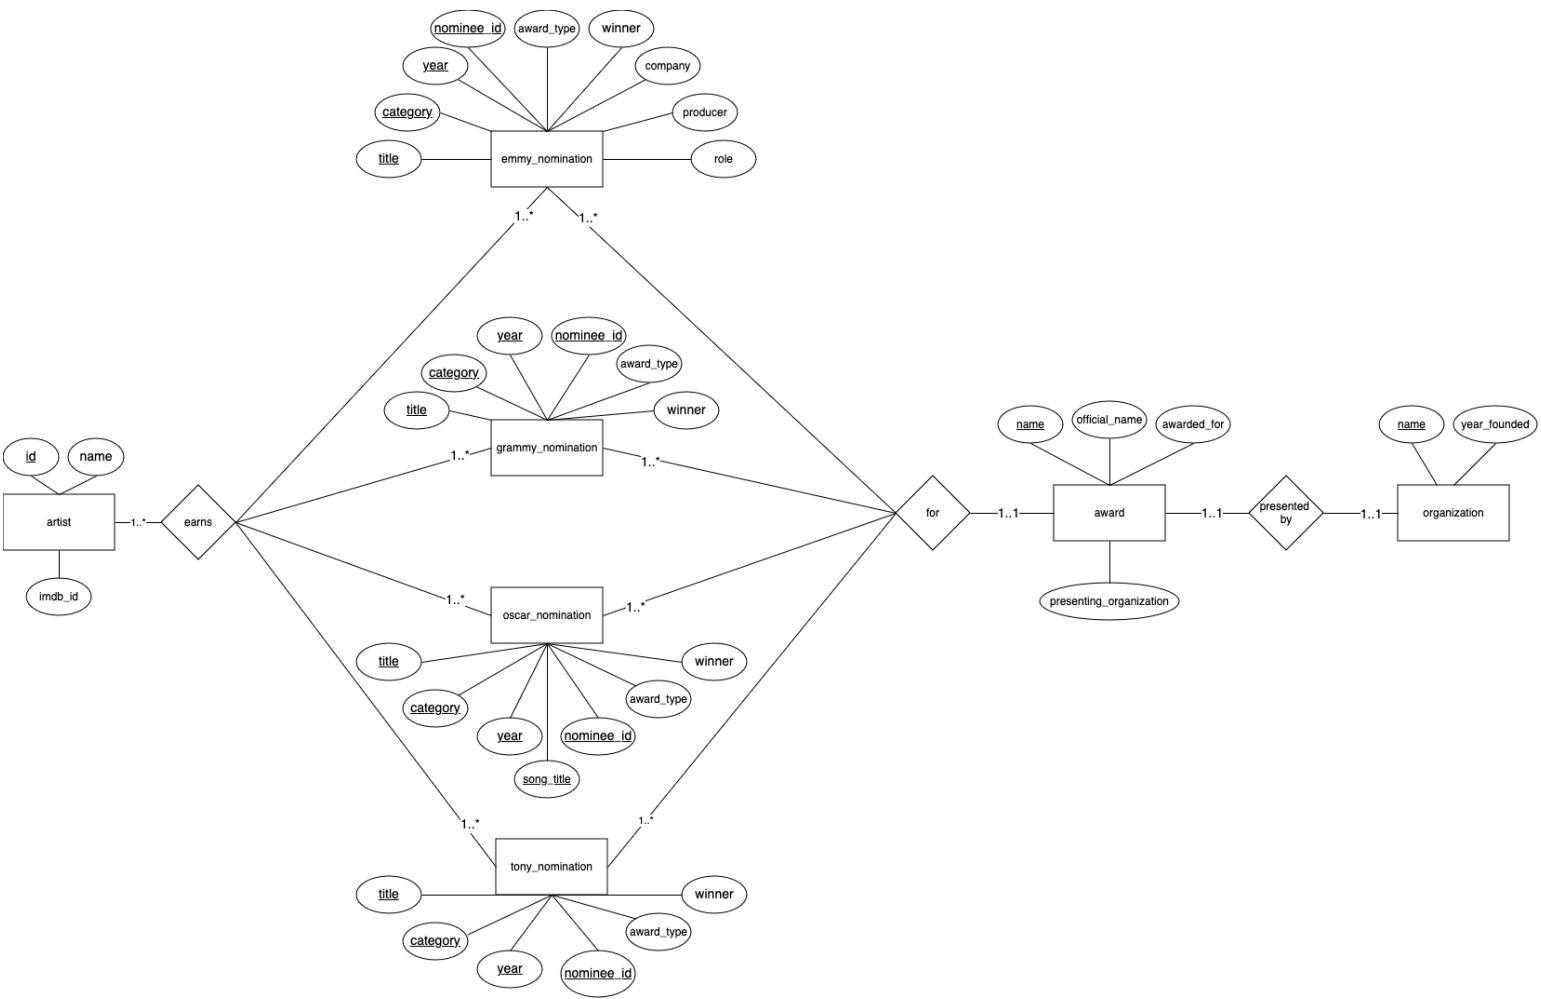 nominee_id
award_type
winner
year
company
category
producer
title
emmy_nomination
role
1..*
1..*
year
nominee_id
category
award_type
title
winner
grammy_nomination
1..*
1..*
id
name
artist
1..*
earns
imdb_id
for
1..1
name
official_name
awarded_for
award
1..1
presented
by
1..1
name
year_founded
organization
presenting_organization
1..*
oscar_nomination
1..*
title
winner
category
award_type
year
nominee_id
song_title
1..*
1..*
tony_nomination
title
winner
category
award_type
year
nominee_id